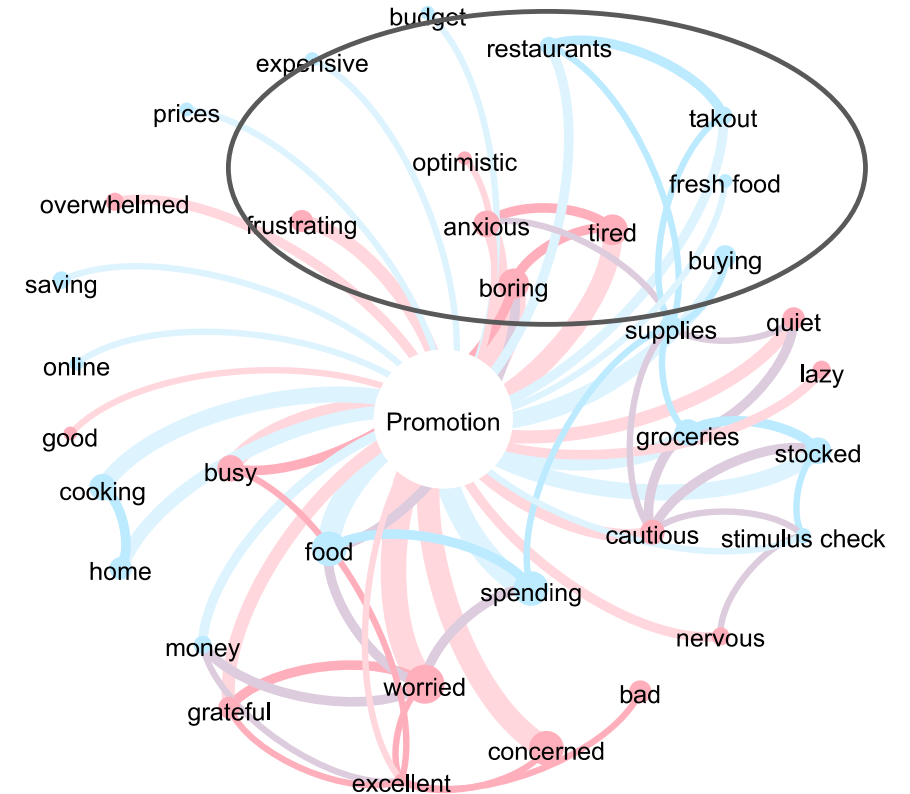 budget
restaurants
expensive
prices
takout
optimistic
fresh food
overwhelmed
frustrating
anxious
tired
buying
saving
boring
supplies
quiet
online
lazy
Promotion
good
groceries
stocked
busy
cooking
cautious
stimulus check
food
home
spending
nervous
money
worried
bad
grateful
concerned
excellent